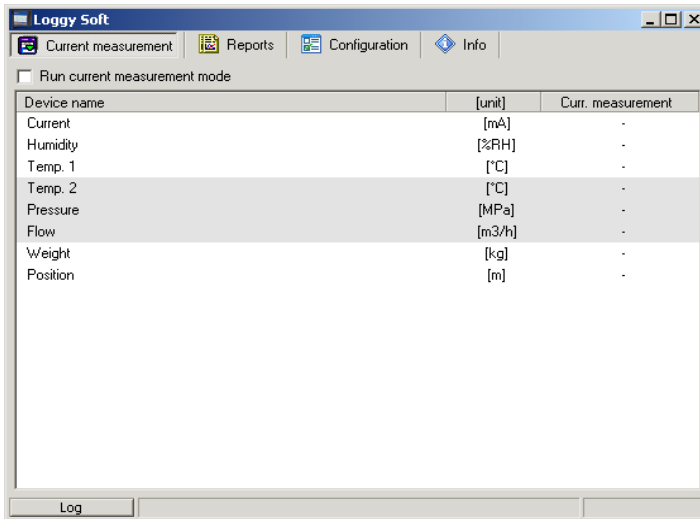 Loggy Soft
Current measurement Reports Configuration Info
Run current measurement mode
Device name [unit] Curr. measurement
Current [mA] -
Humidity [%RH] -
Temp. 1 [°C] -
Temp. 2 [°C] -
Pressure [MPa] -
Flow [m3/h] -
Weight [kg] -
Position [m] -
Log